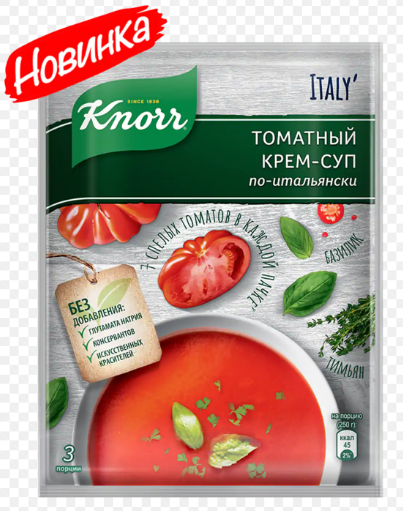 Новинка
SINCE 1838
Knorr
ITALY'
ТОМАТНЫЙ
КРЕМ-СУП
по-итальянски
7 СПЕЛЫХ ТОМАТОВ В КАЖДОЙ ПАЧКЕ*
БАЗИЛИК
ТИМЬЯН
БЕЗ
ДОБАВЛЕНИЯ:
ГЛУТАМАТА НАТРИЯ
КОНСЕРВАНТОВ
ИСКУССТВЕННЫХ
КРАСИТЕЛЕЙ
3
порции
на порцию
(250 г):
ккал
45
2%